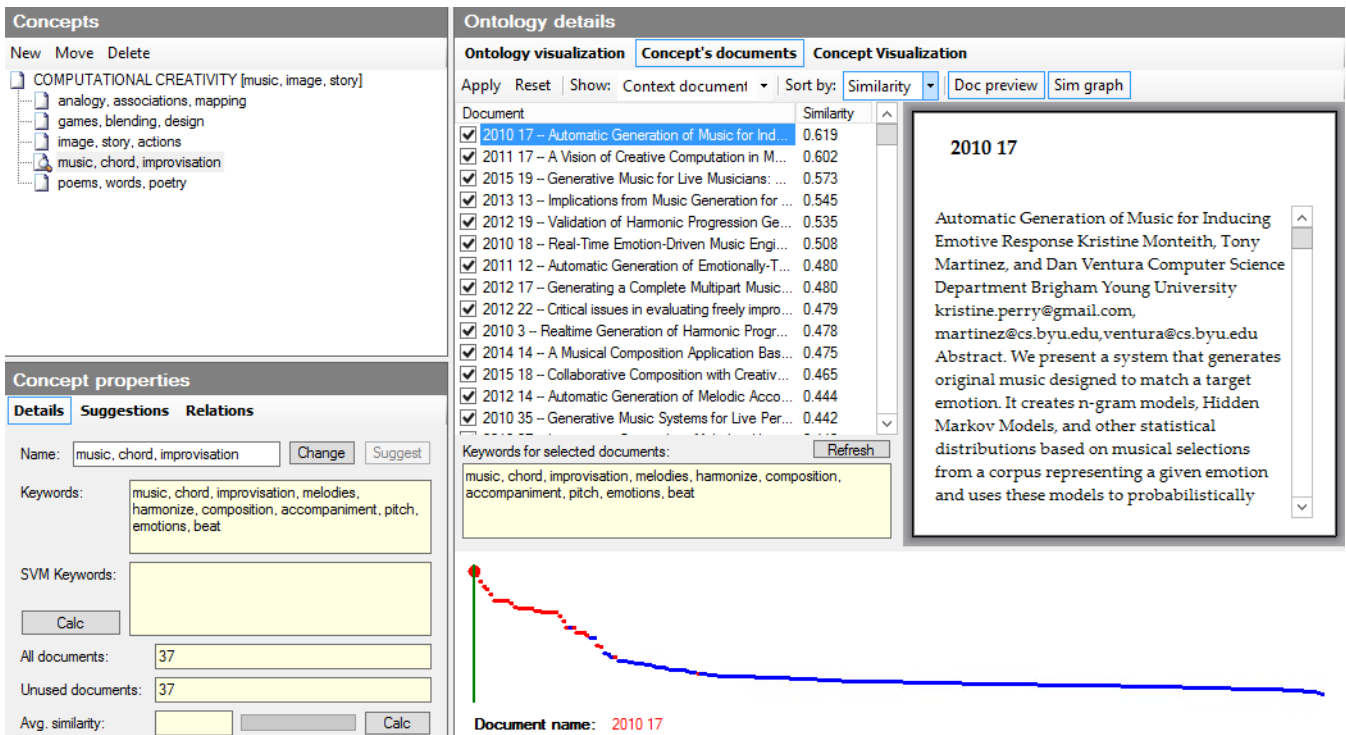 Concepts
New Move Delete
COMPUTATIONAL CREATIVITY [music, image, story]
analogy, associations, mapping
games, blending, design
image, story, actions
music, chord, improvisation
poems, words, poetry
Concept properties
Details Suggestions Relations
Name: music, chord, improvisation Change Suggest
Keywords: music, chord, improvisation, melodies,
harmonize, composition, accompaniment, pitch,
emotions, beat
SVM Keywords:
Calc
All documents: 37
Unused documents: 37
Avg. similarity: Calc
Ontology details
Ontology visualization Concept's documents Concept Visualization
Apply Reset Show: Context document Sort by: Similarity Doc preview Sim graph
Document Similarity
2010 17 -- Automatic Generation of Music for Ind... 0.619
2011 17 -- A Vision of Creative Computation in M... 0.602
2015 19 -- Generative Music for Live Musicians: ... 0.573
2013 13 -- Implications from Music Generation for ... 0.545
2012 19 -- Validation of Harmonic Progression Ge... 0.535
2010 18 -- Real-Time Emotion-Driven Music Engi... 0.508
2011 12 -- Automatic Generation of Emotionally-T... 0.480
2012 17 -- Generating a Complete Multipart Music... 0.480
2012 22 -- Critical issues in evaluating freely impro... 0.479
2010 3 -- Realtime Generation of Harmonic Progr... 0.478
2014 14 -- A Musical Composition Application Bas... 0.475
2015 18 -- Collaborative Composition with Creativ... 0.465
2012 14 -- Automatic Generation of Melodic Acco... 0.444
2010 35 -- Generative Music Systems for Live Per... 0.442
Keywords for selected documents: Refresh
music, chord, improvisation, melodies, harmonize, composition,
accompaniment, pitch, emotions, beat
2010 17
Automatic Generation of Music for Inducing
Emotive Response Kristine Monteith, Tony
Martinez, and Dan Ventura Computer Science
Department Brigham Young University
kristine.perry@gmail.com,
martinez@cs.byu.edu,ventura@cs.byu.edu
Abstract. We present a system that generates
original music designed to match a target
emotion. It creates n-gram models, Hidden
Markov Models, and other statistical
distributions based on musical selections
from a corpus representing a given emotion
and uses these models to probabilistically
Document name: 2010 17